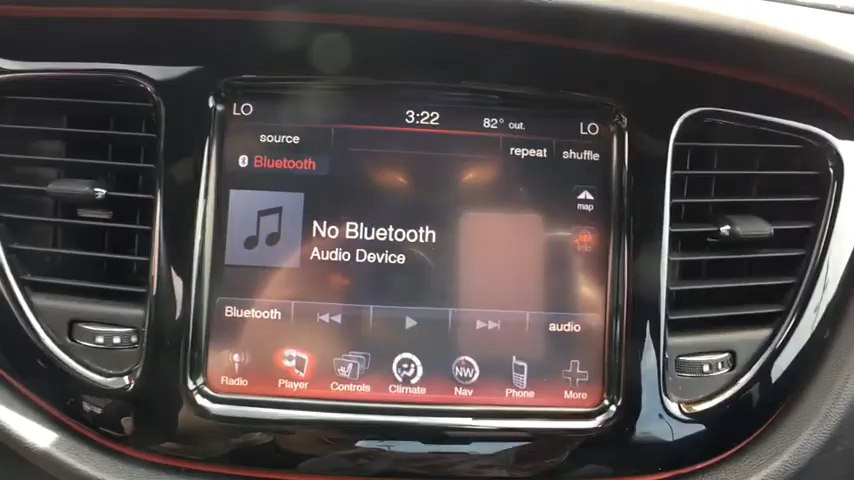 LO
3:22
82° out.
LO
source
Bluetooth
repeat
shuffle
map
No Bluetooth
Audio Device
info
Bluetooth
audio
Radio
Player
Controls
Climate
NW
Nav
Phone
More